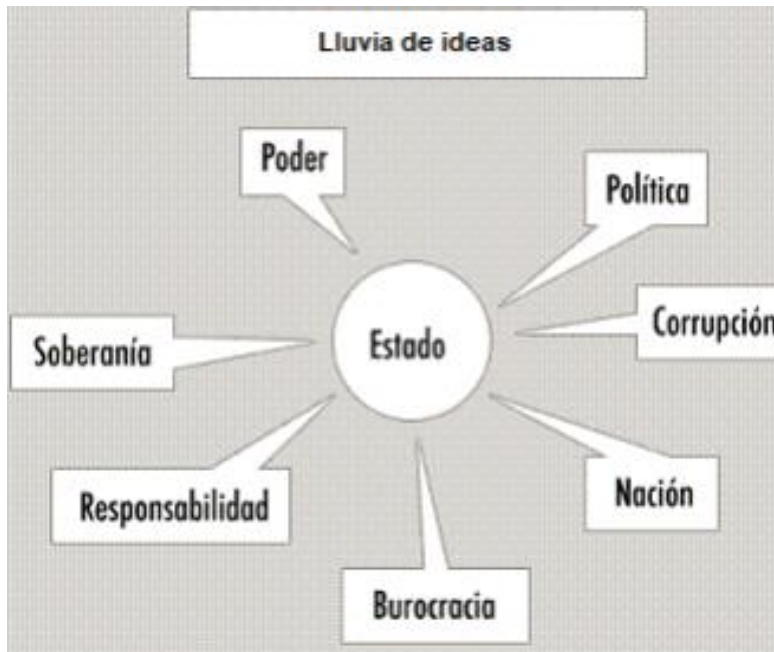 Lluvia de ideas
Poder
Política
Corrupción
Soberanía
Estado
Responsabilidad
Nación
Burocracia